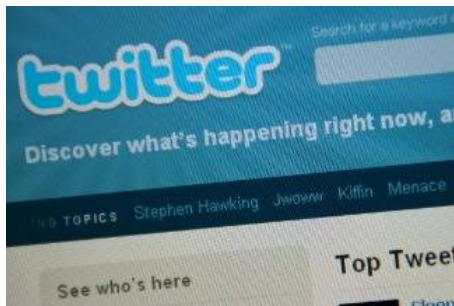 twitter
Search for a keyword
Discover what's happening right now,
TOPICS Stephen Hawking Jwoww Kiffin Menace
See who's here
Top Tweet